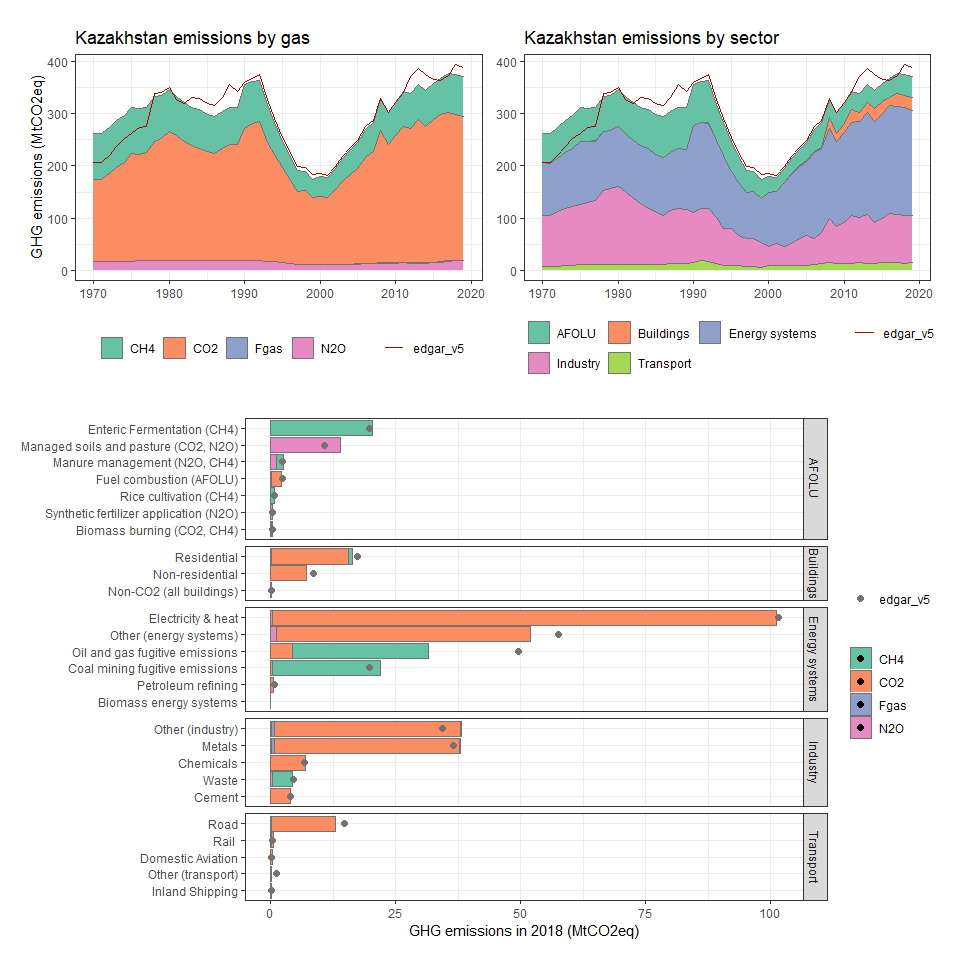 Kazakhstan emissions by gas
GHG emissions (MtCO2eq)
400
300
200
100
0
1970 1980 1990 2000 2010 2020
CH4 CO2 Fgas N2O edgar_v5
Kazakhstan emissions by sector
400
300
200
100
0
1970 1980 1990 2000 2010 2020
AFOLU Buildings Energy systems edgar_v5
Industry Transport
Enteric Fermentation (CH4)
Managed soils and pasture (CO2, N2O)
Manure management (N2O, CH4)
Fuel combustion (AFOLU)
Rice cultivation (CH4)
Synthetic fertilizer application (N2O)
Biomass burning (CO2, CH4)
AFOLU
Residential
Non-residential
Non-CO2 (all buildings)
Buildings
Electricity & heat
Other (energy systems)
Oil and gas fugitive emissions
Coal mining fugitive emissions
Petroleum refining
Biomass energy systems
Energy systems
Other (industry)
Metals
Chemicals
Waste
Cement
Industry
Road
Rail
Domestic Aviation
Other (transport)
Inland Shipping
Transport
0 25 50 75 100
GHG emissions in 2018 (MtCO2eq)
edgar_v5
CH4
CO2
Fgas
N2O